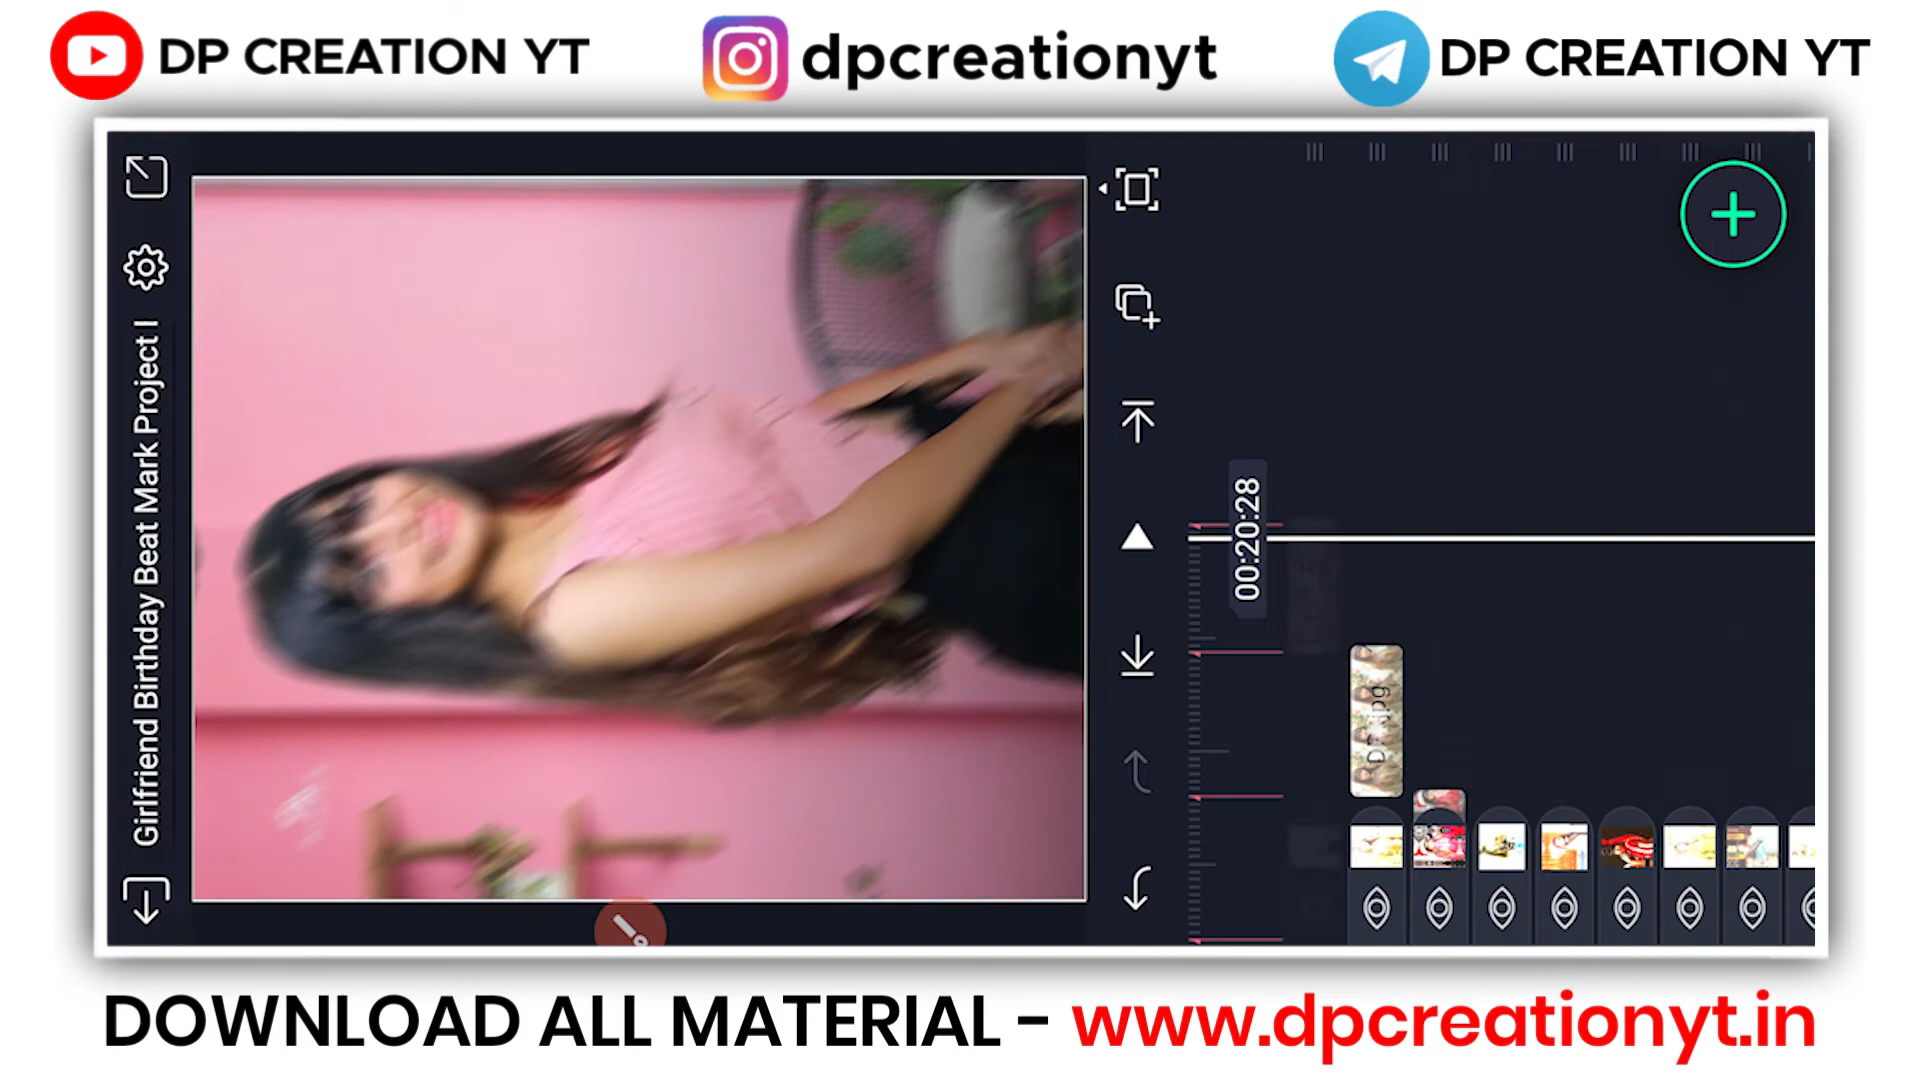 DP CREATION YT
dpcreationyt
DP CREATION YT
Girlfriend Birthday Beat Mark Project
00:20:28
DOWNLOAD ALL MATERIAL - www.dpcreationyt.in